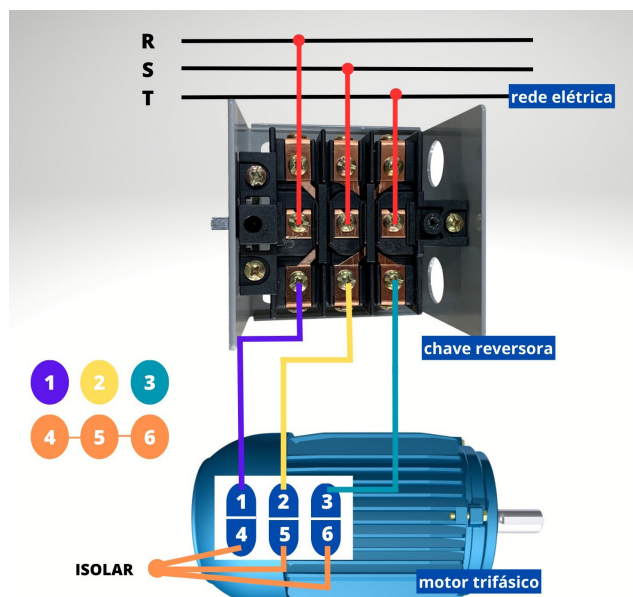 R
S
T
rede elétrica
chave reversora
1 2 3
4 5 6
1 2 3
4 5 6
ISOLAR
motor trifásico